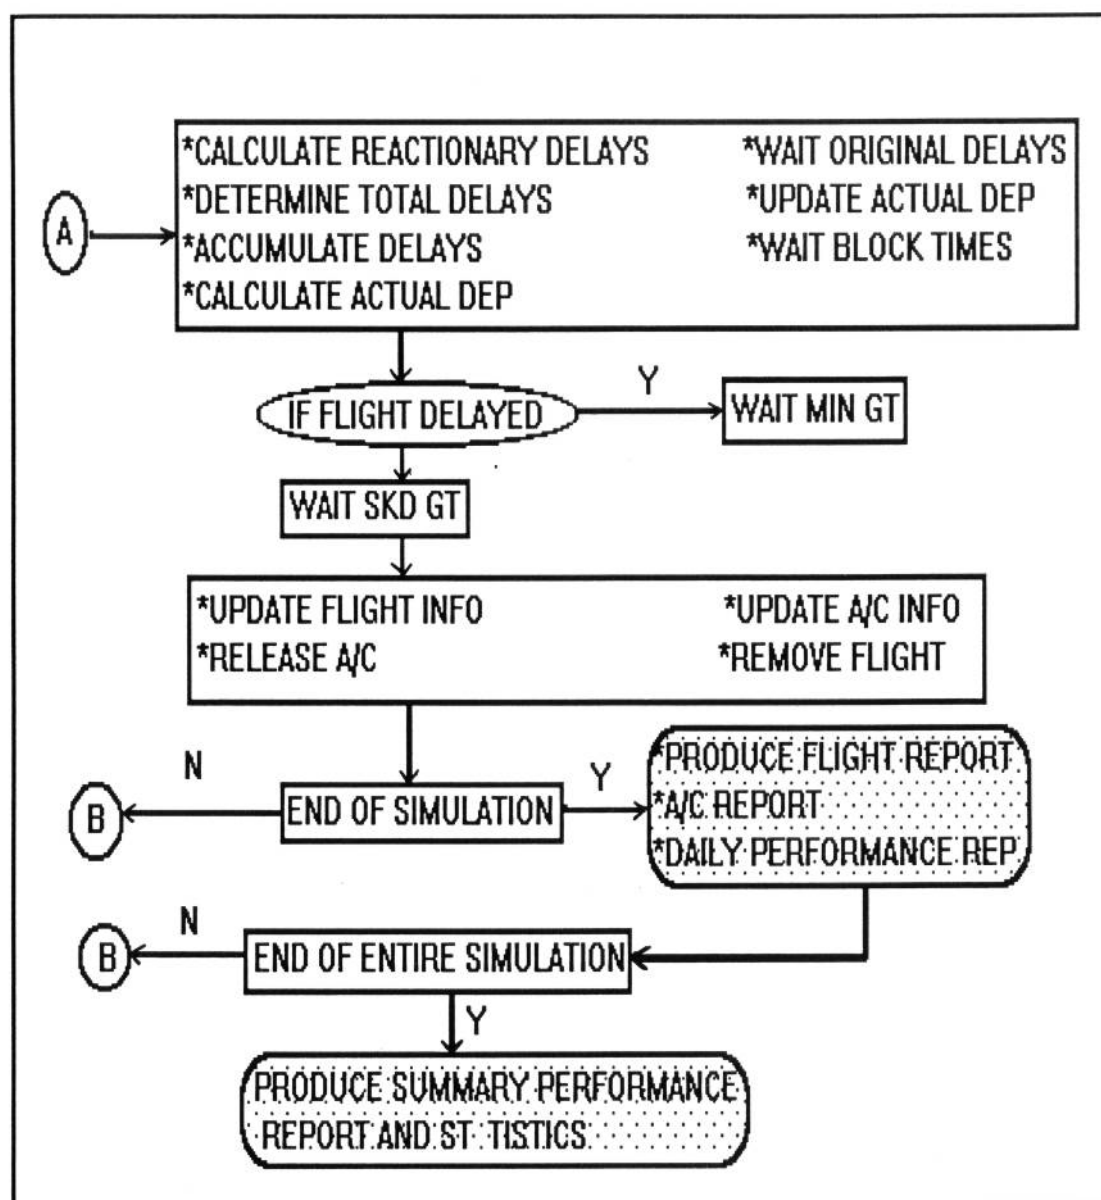 A
*CALCULATE REACTIONARY DELAYS
*DETERMINE TOTAL DELAYS
*ACCUMULATE DELAYS
*CALCULATE ACTUAL DEP
*WAIT ORIGINAL DELAYS
*UPDATE ACTUAL DEP
*WAIT BLOCK TIMES
IF FLIGHT DELAYED
Y
WAIT MIN GT
WAIT SKD GT
*UPDATE FLIGHT INFO
*RELEASE A/C
*UPDATE A/C INFO
*REMOVE FLIGHT
N
B
END OF SIMULATION
Y
*PRODUCE FLIGHT REPORT
*A/C REPORT
*DAILY PERFORMANCE REP
N
B
END OF ENTIRE SIMULATION
Y
PRODUCE SUMMARY PERFORMANCE
REPORT AND ST TISTICS